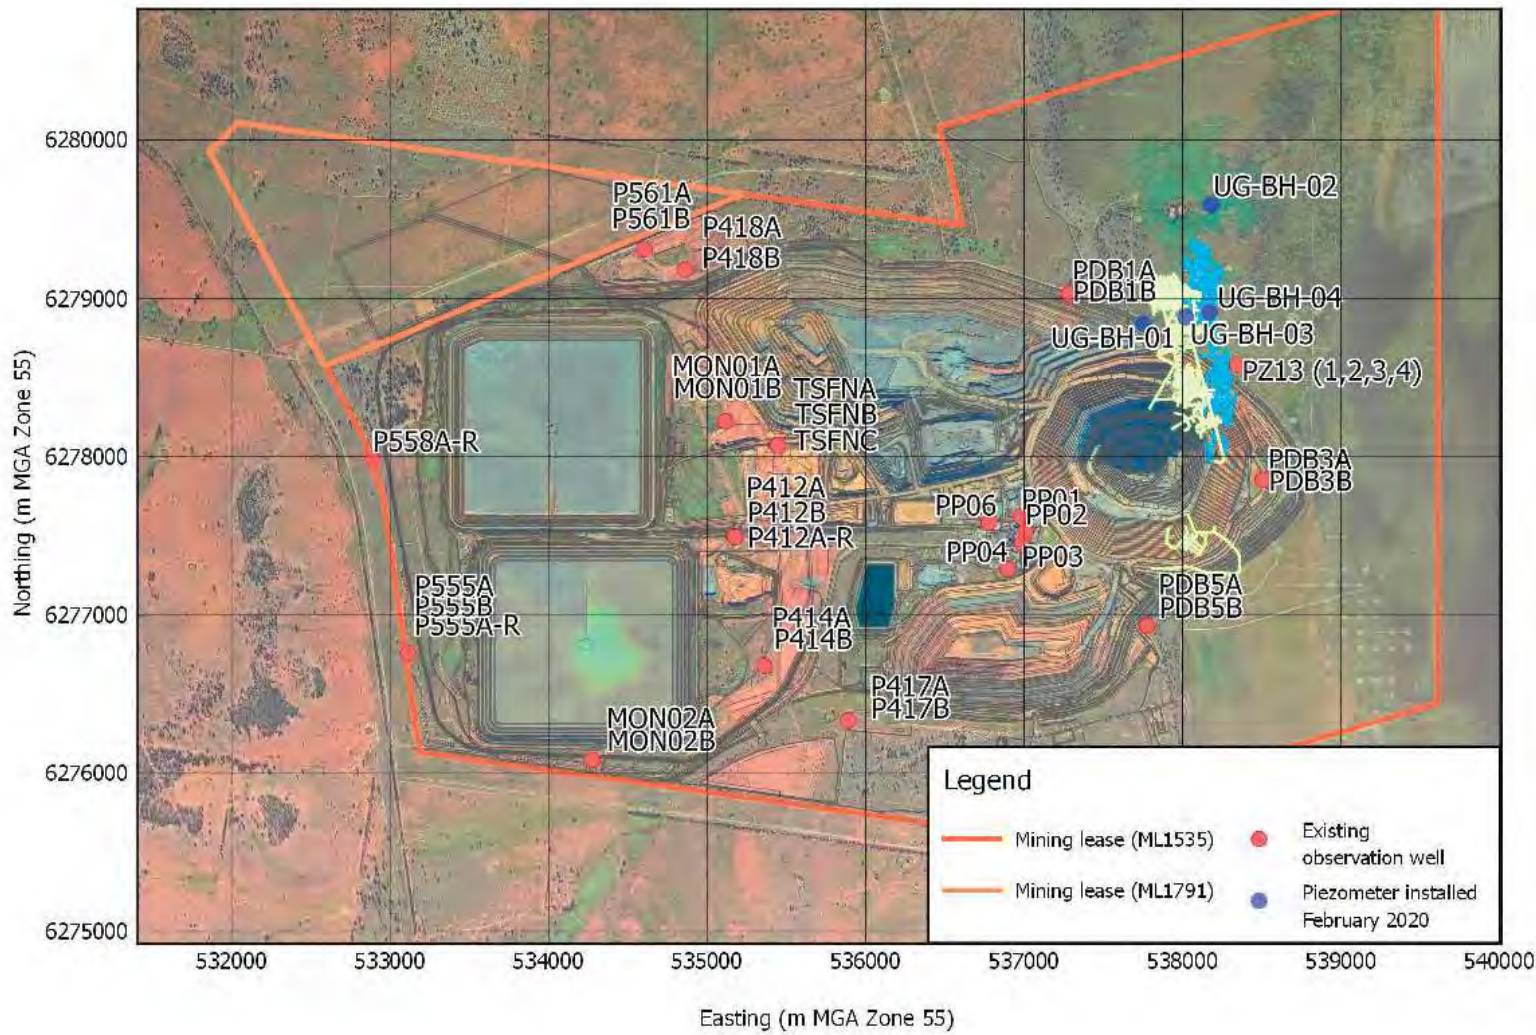 6280000
6279000
6278000
6277000
6276000
6275000
Northing (m MGA Zone 55)
532000
533000
534000
535000
536000
537000
538000
539000
540000
Easting (m MGA Zone 55)
P561A
P561B
P418A
P418B
UG-BH-02
PDB1A
PDB1B
UG-BH-04
UG-BH-01
UG-BH-03
PZ13 (1,2,3,4)
MON01A
MON01B
TSFNA
TSFNB
TSFNC
P558A-R
PDB3A
PDB3B
P412A
P412B
P412A-R
PP06
PP01
PP02
PP04
PP03
P555A
P555B
P555A-R
PDB5A
PDB5B
P414A
P414B
P417A
P417B
MON02A
MON02B
Legend
Mining lease (ML1535)
Mining lease (ML1791)
Existing
observation well
Piezometer installed
February 2020